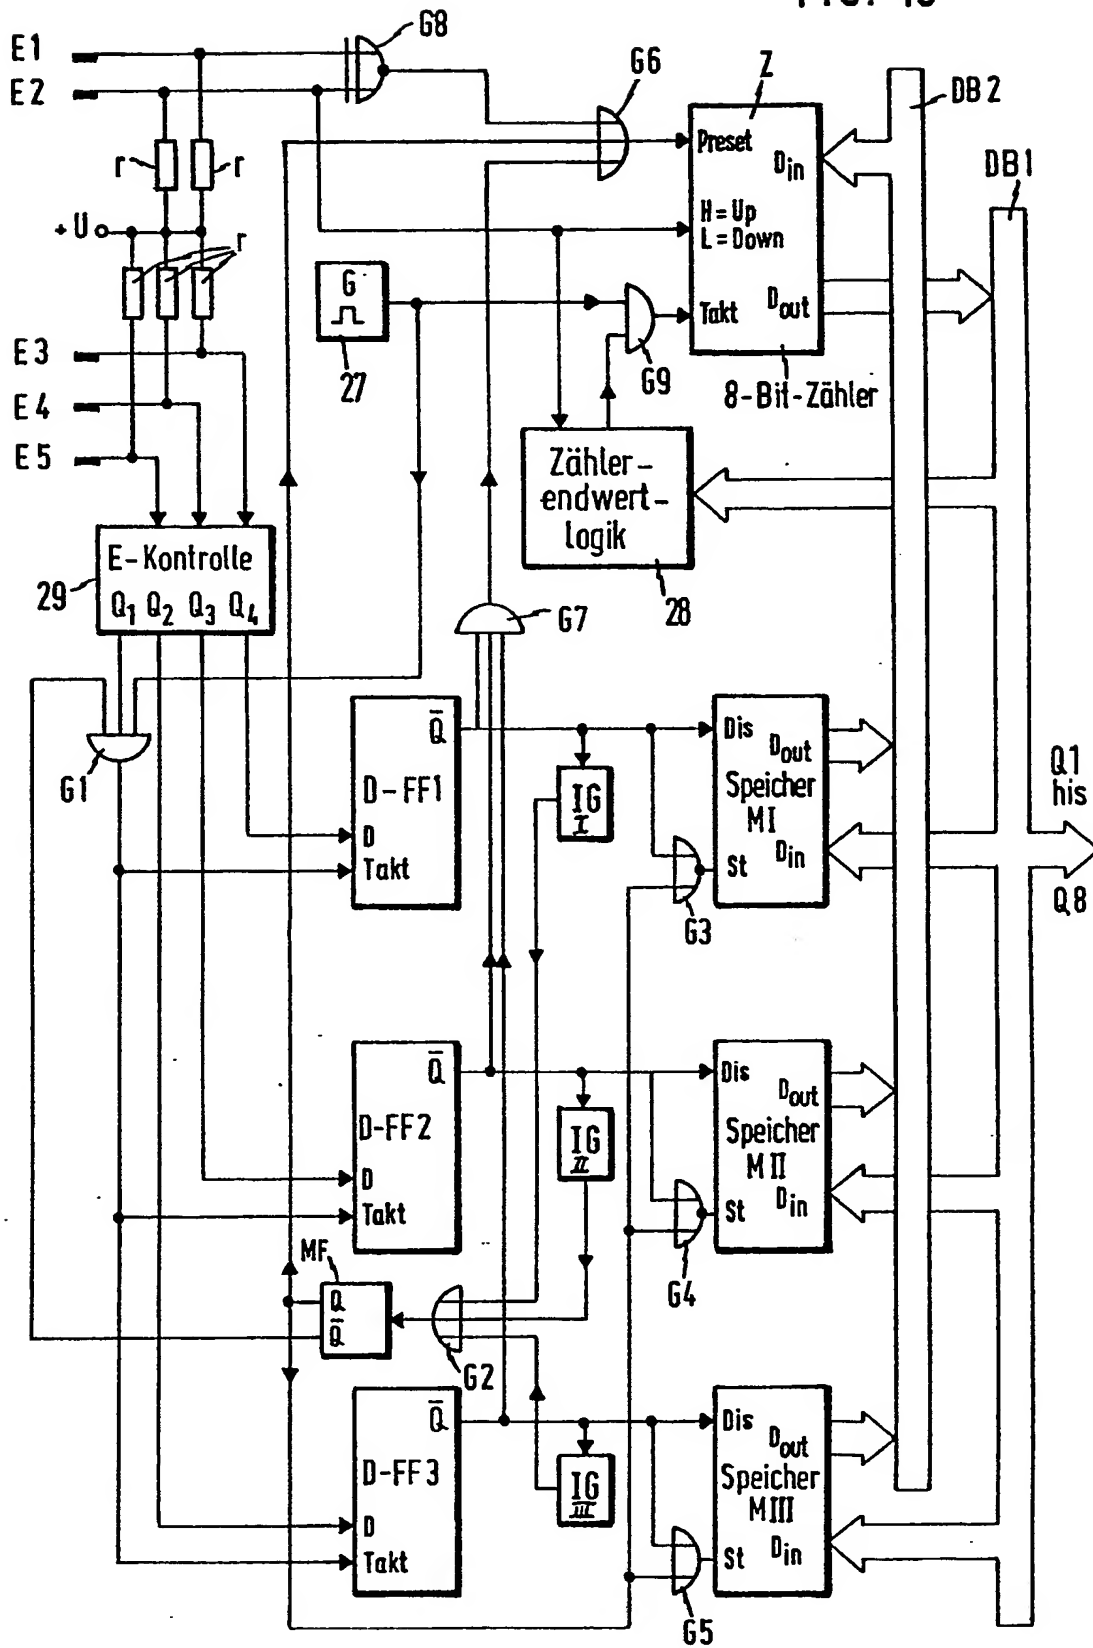 G8
E1
E2
G6
Z
DB2
Preset
Din
r
r
DB1
+U
H=Up
L=Down
r
G
27
Takt
Dout
G9
8-Bit-Zähler
E3
E4
E5
Zähler-
endwert-
logik
28
E-Kontrolle
29
Q1 Q2 Q3 Q4
G7
G1
Q̅
D-FF1
D
Takt
IG
I
Dis
Dout
Speicher
MI
Din
St
G3
Q1
his
Q8
Q̅
D-FF2
D
Takt
IG
II
Dis
Dout
Speicher
MII
Din
St
G4
MF
Q
Q̅
G2
Q̅
D-FF3
D
Takt
IG
III
Dis
Dout
Speicher
MIII
Din
St
G5